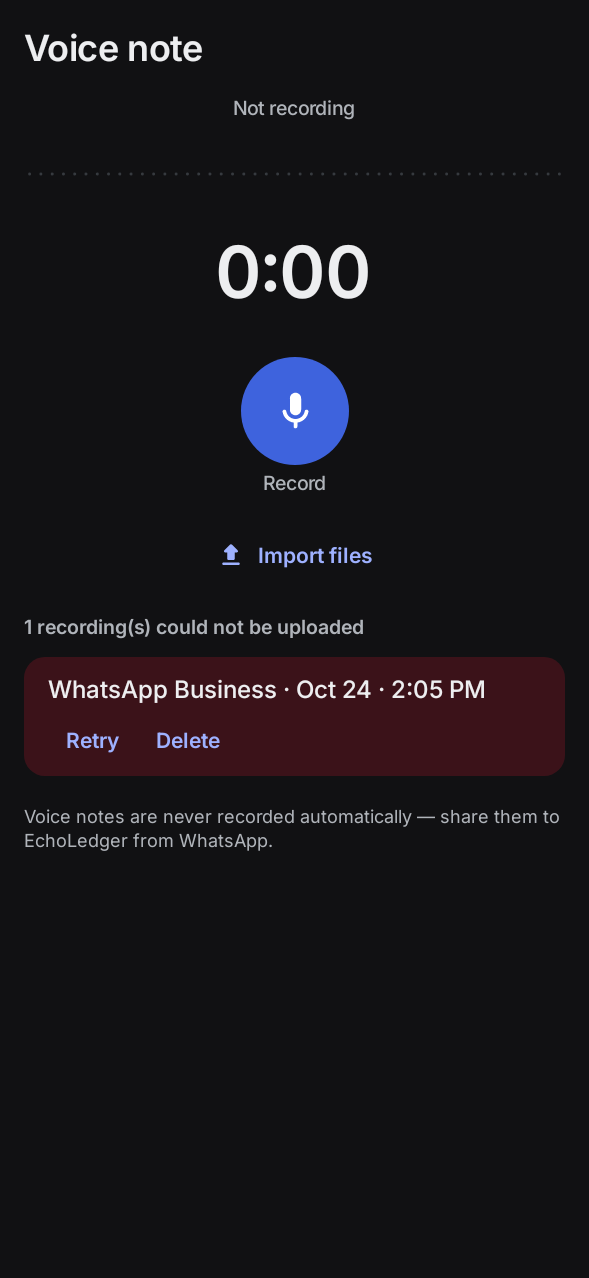 Voice note
Not recording
0:00
Record
Import files
1 recording(s) could not be uploaded
WhatsApp Business · Oct 24 · 2:05 PM
Retry Delete
Voice notes are never recorded automatically — share them to
EchoLedger from WhatsApp.